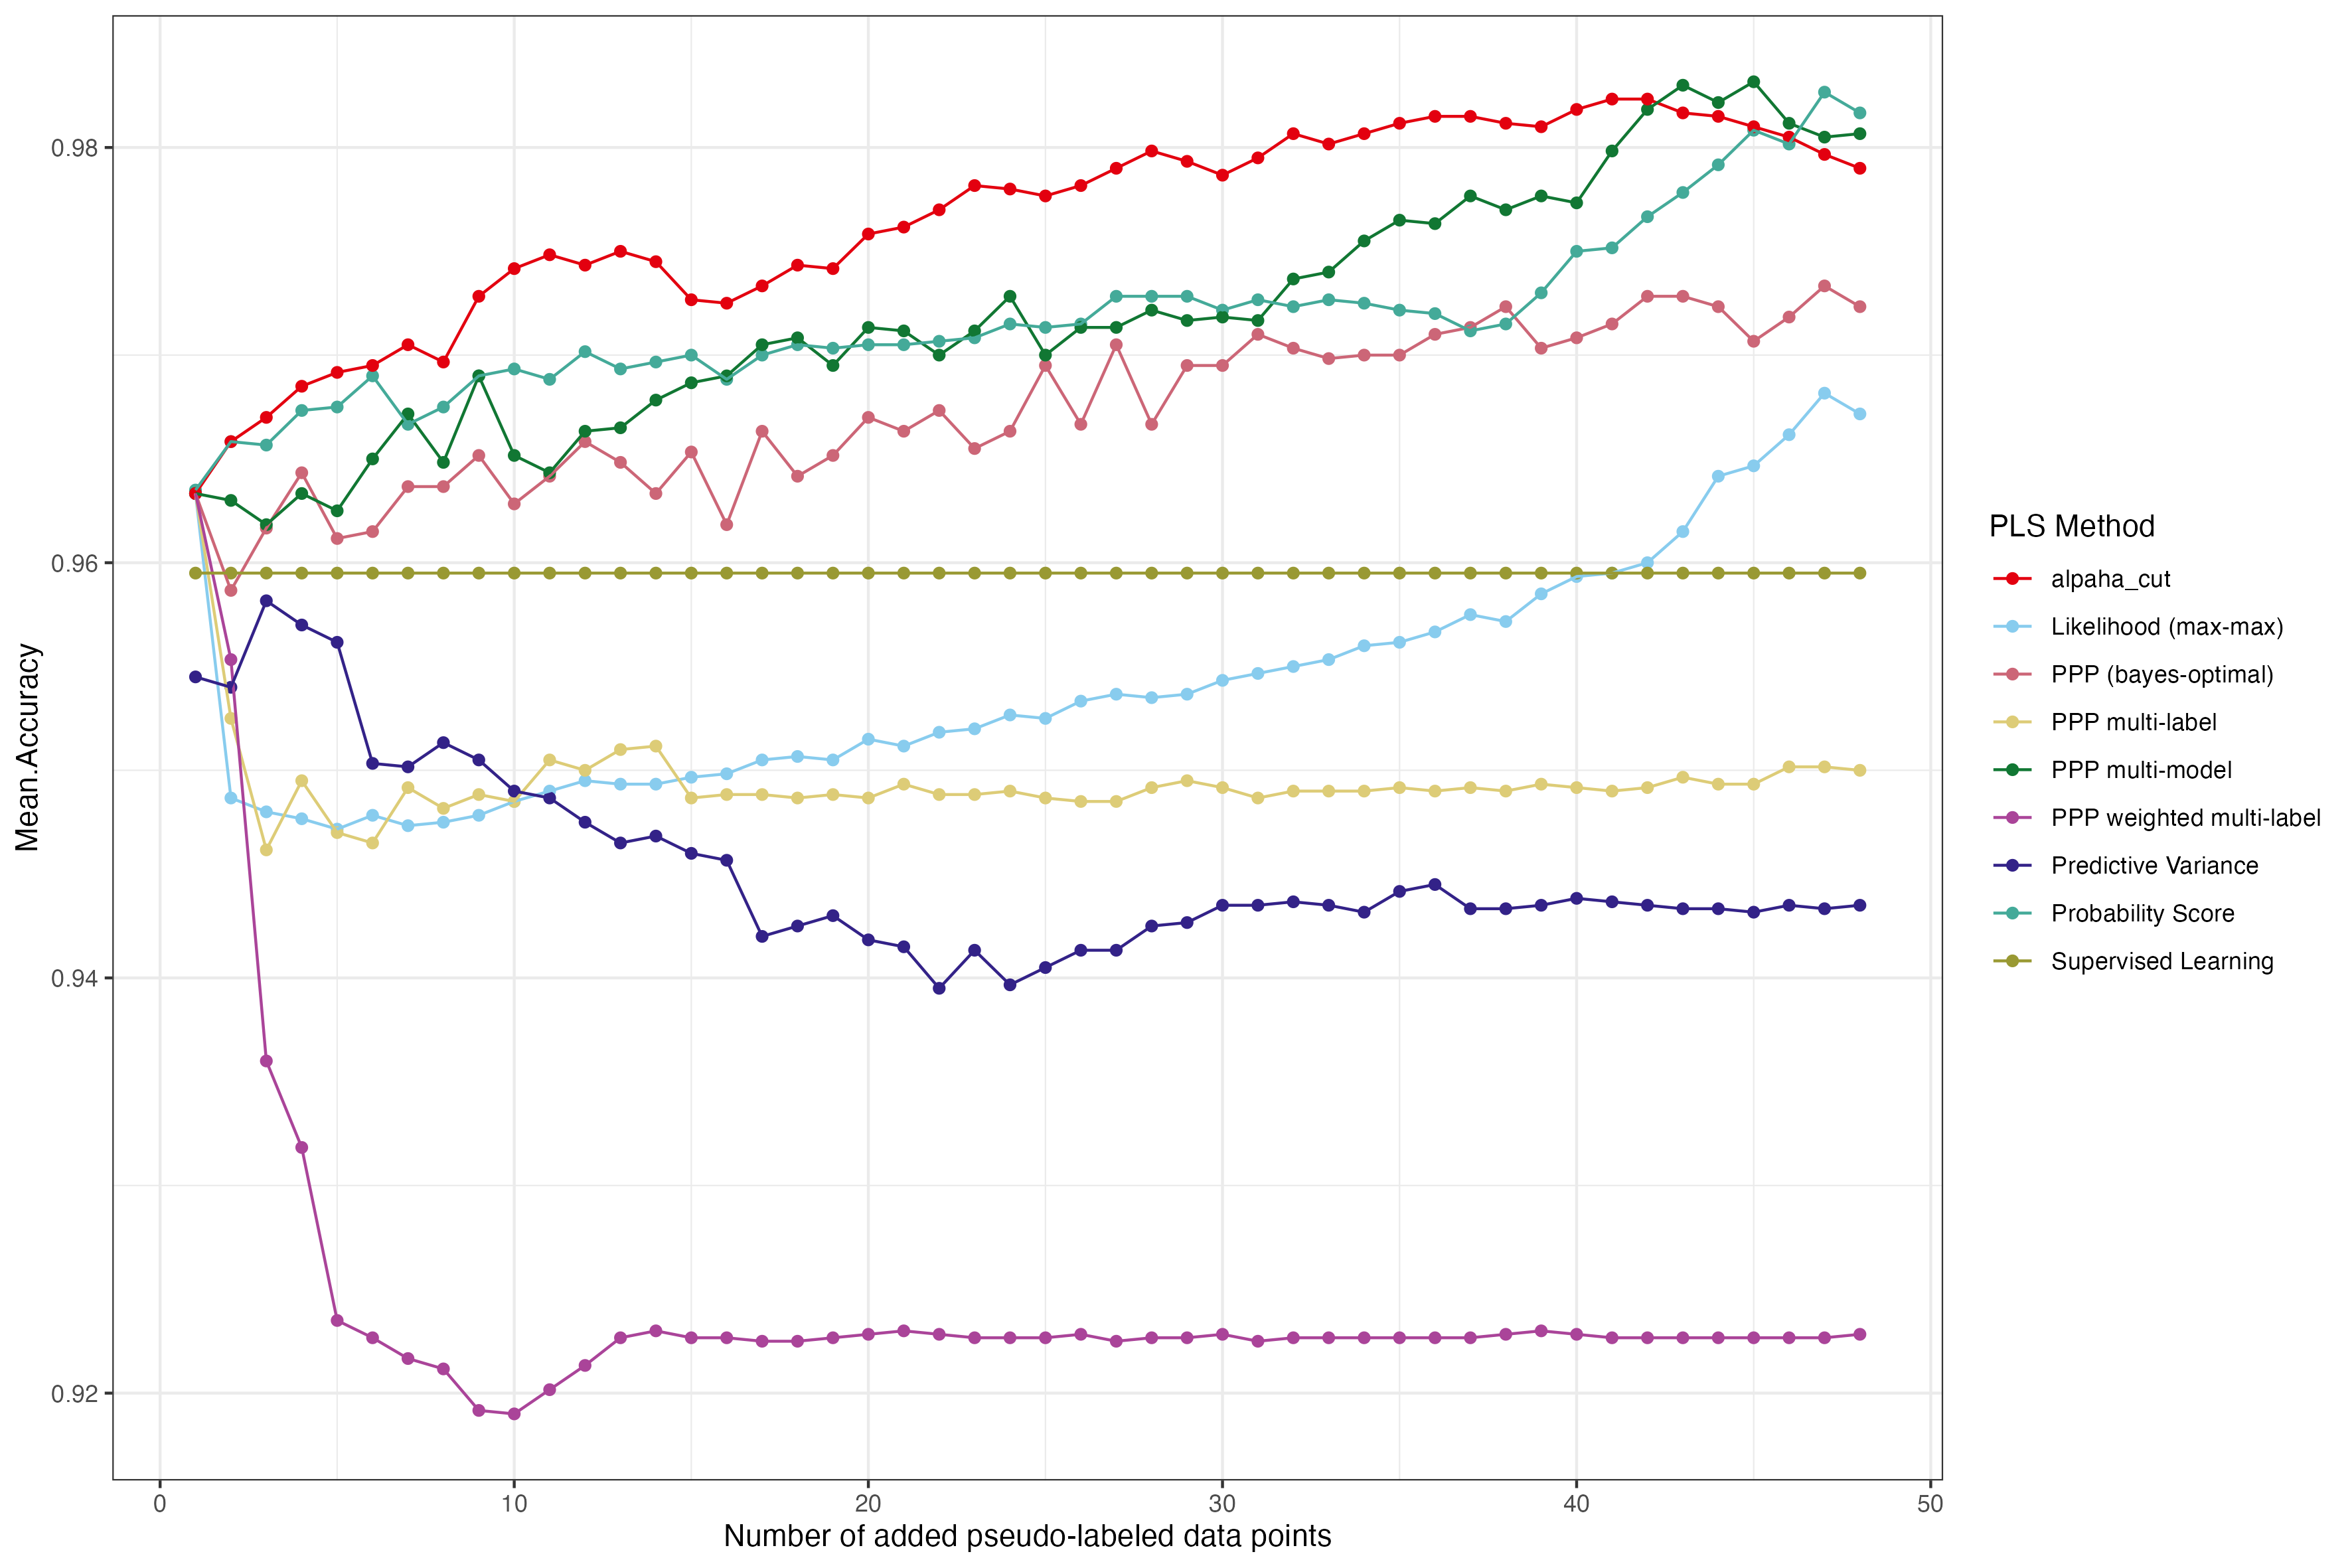 Mean.Accuracy
0.98
0.96
0.94
0.92
0 10 20 30 40 50
Number of added pseudo-labeled data points
PLS Method
alpaha_cut
Likelihood (max-max)
PPP (bayes-optimal)
PPP multi-label
PPP multi-model
PPP weighted multi-label
Predictive Variance
Probability Score
Supervised Learning